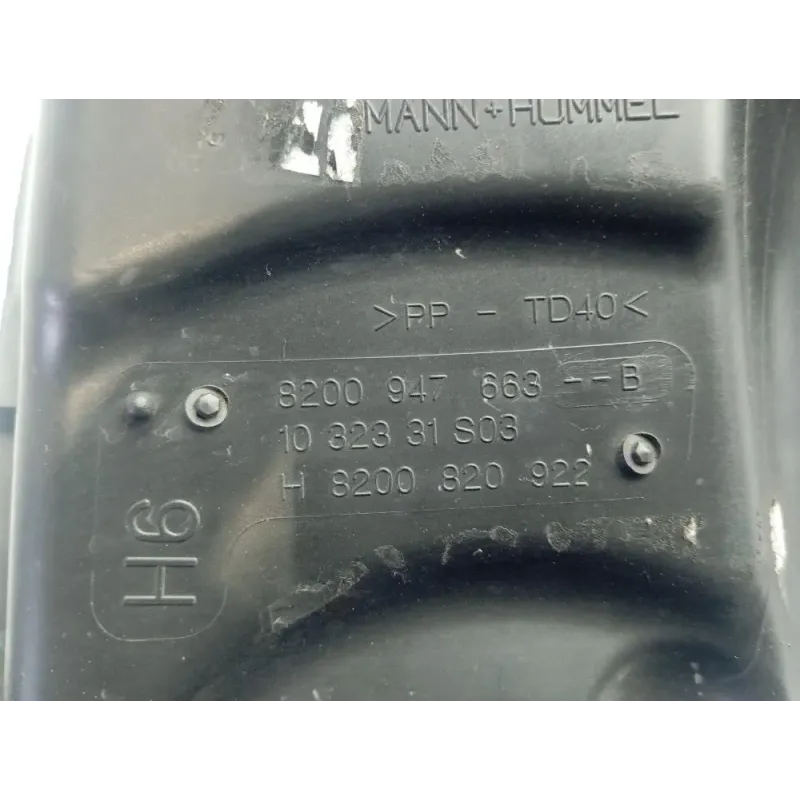 MANN+HUMMEL
>PP - TD40<
8200 947 663 --B
10 323 31 S03
H 8200 820 922
H6